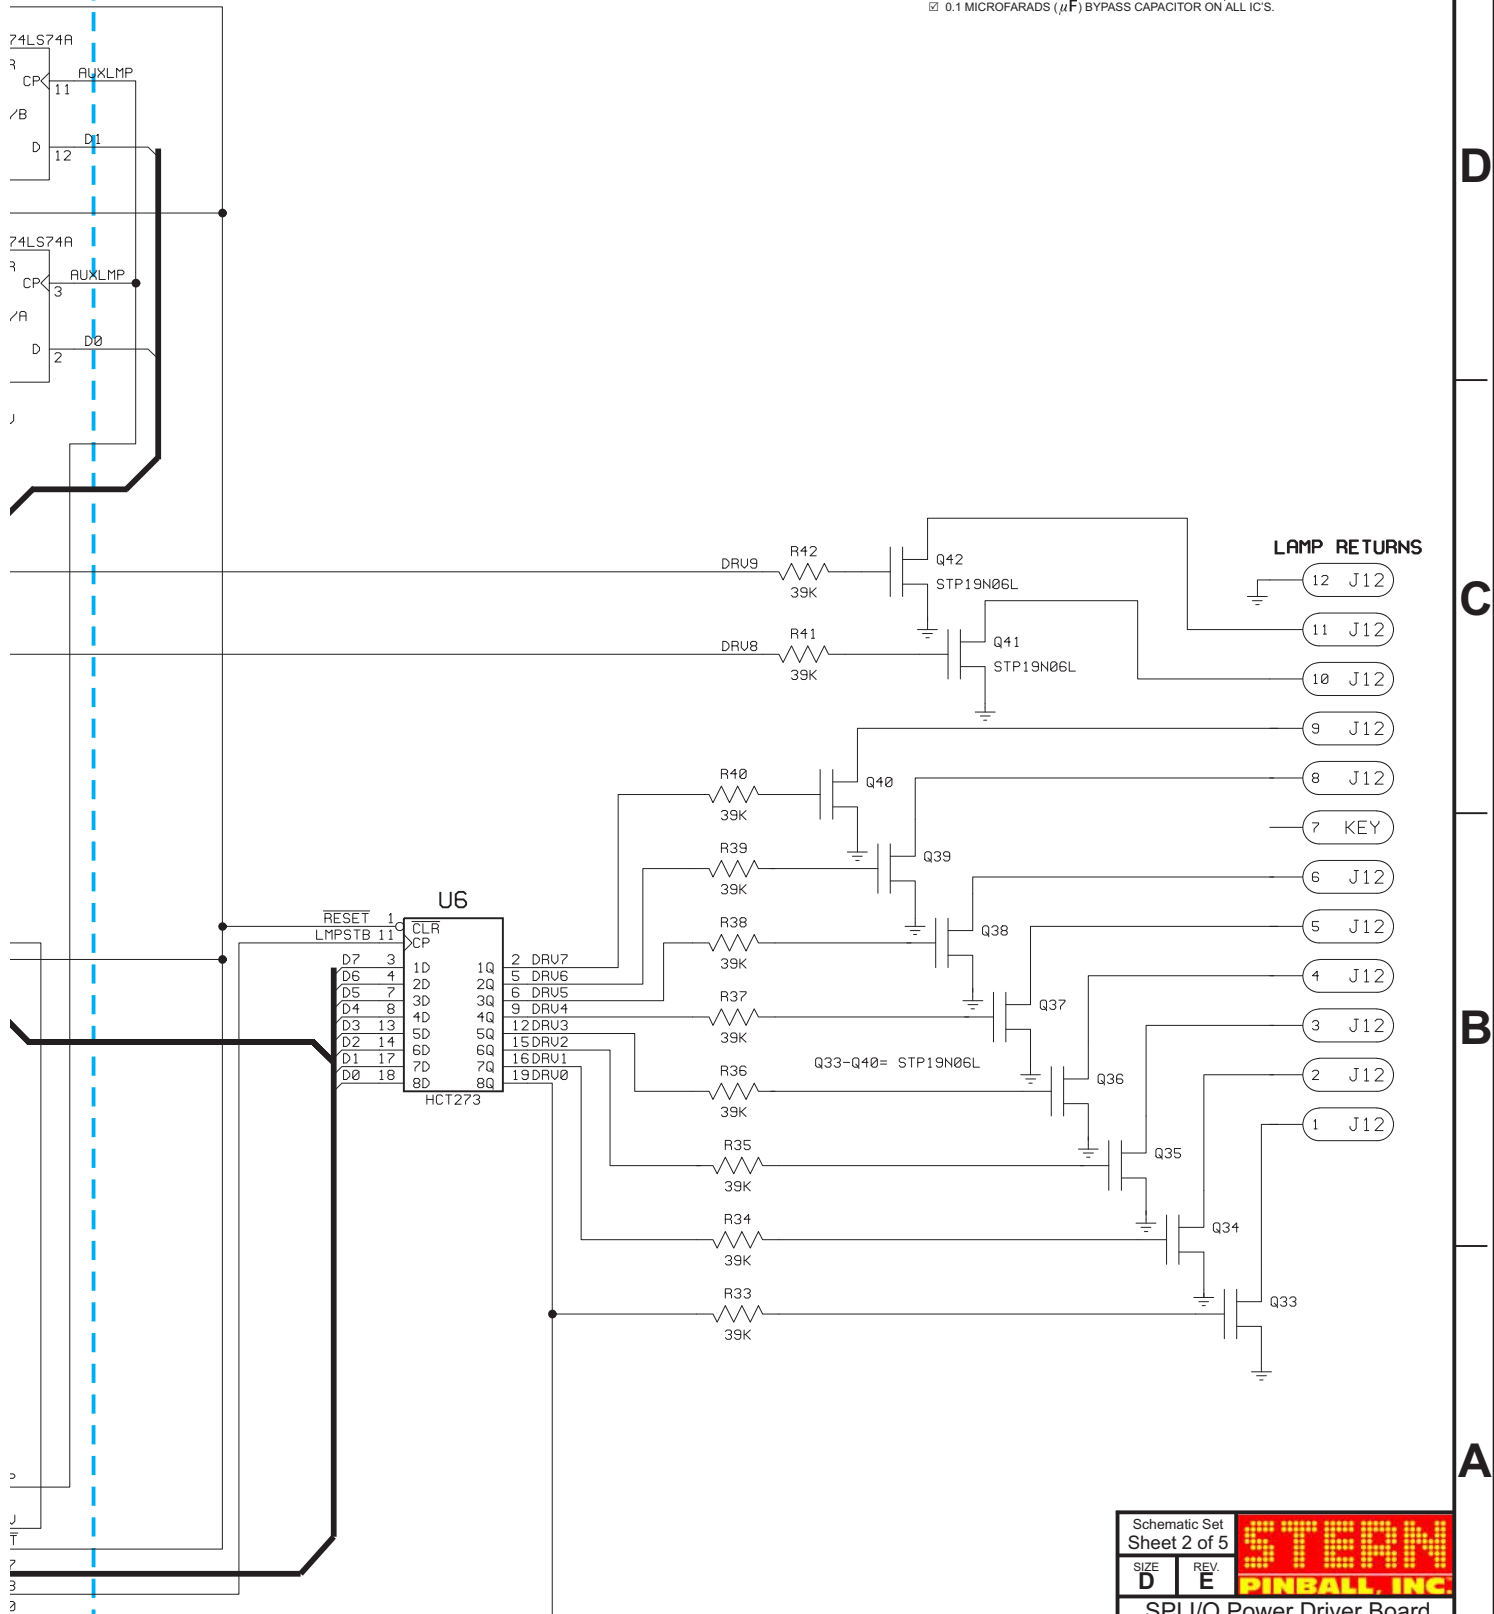 ☑ 0.1 MICROFARADS (μF) BYPASS CAPACITOR ON ALL IC'S.
74LS74A
AUXLMP
CP
11
/B
D1
D
12
D
74LS74A
AUXLMP
CP
3
/A
D0
D
2
LAMP RETURNS
DRV9
R42
39K
Q42
STP19N06L
12 J12
C
11 J12
DRV8
R41
39K
Q41
STP19N06L
10 J12
9 J12
R40
39K
Q40
8 J12
7 KEY
R39
39K
Q39
6 J12
U6
RESET 1
CLR
LMPSTB 11
CP
R38
39K
Q38
5 J12
D7 3 1D 1Q 2 DRV7
D6 4 2D 2Q 5 DRV6
D5 7 3D 3Q 6 DRV5
D4 8 4D 4Q 9 DRV4
D3 13 5D 5Q 12 DRV3
D2 14 6D 6Q 15 DRV2
D1 17 7D 7Q 16 DRV1
D0 18 8D 8Q 19 DRV0
HCT273
4 J12
R37
39K
Q37
3 J12
B
Q33-Q40= STP19N06L
R36
39K
Q36
2 J12
1 J12
R35
39K
Q35
R34
39K
Q34
R33
39K
Q33
A
Schematic Set
Sheet 2 of 5
SIZE
D
REV.
E
STERN
PINBALL, INC.
SPI I/O Power Driver Board